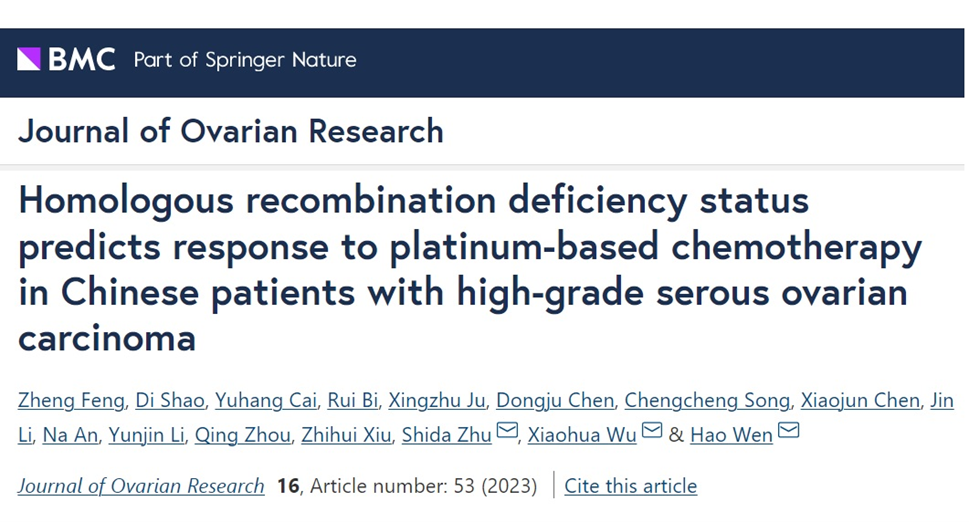 BMC Part of Springer Nature
Journal of Ovarian Research
Homologous recombination deficiency status
predicts response to platinum-based chemotherapy
in Chinese patients with high-grade serous ovarian
carcinoma
Zheng Feng, Di Shao, Yuhang Cai, Rui Bi, Xingzhu Ju, Dongju Chen, Chengcheng Song, Xiaojun Chen, Jin
Li, Na An, Yunjin Li, Qing Zhou, Zhihui Xiu, Shida Zhu, Xiaohua Wu & Hao Wen
Journal of Ovarian Research 16, Article number: 53 (2023) Cite this article